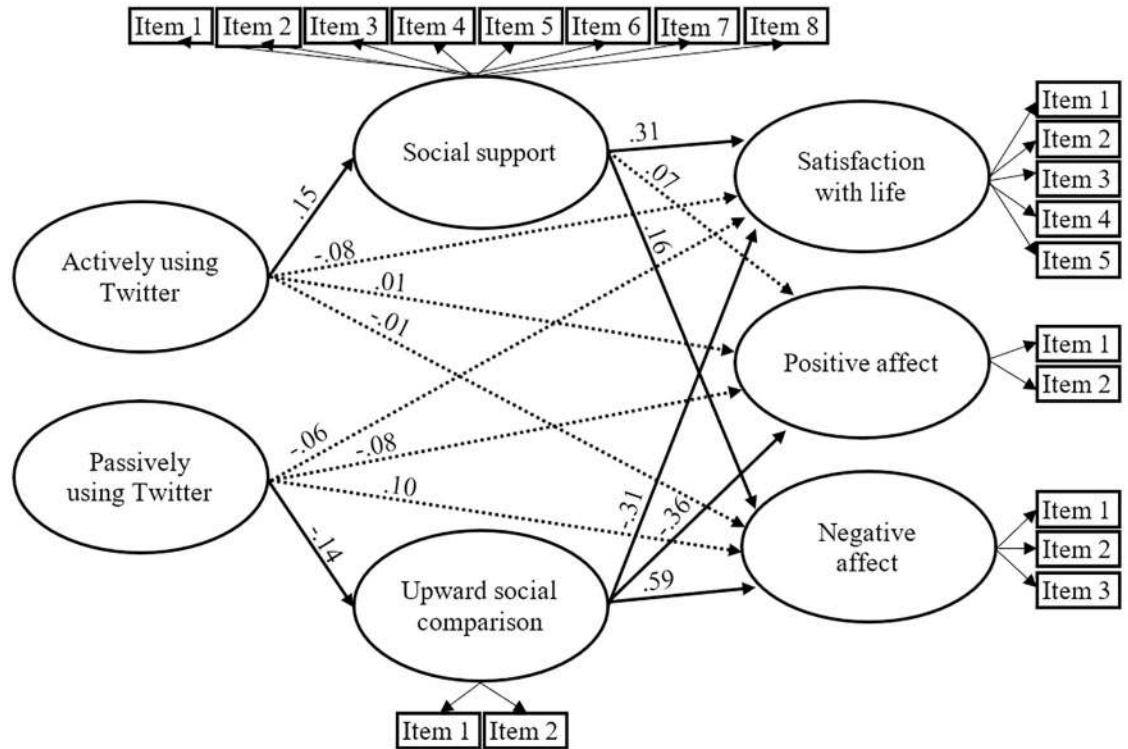 Item 1 Item 2 Item 3 Item 4 Item 5 Item 6 Item 7 Item 8
Social support
Actively using
Twitter
Passively
using Twitter
Upward social
comparison
Item 1 Item 2
.15
-.08
.01
-.01
-.06
-.08
.10
-.14
.31
.07
.16
-.31
-.36
.59
Satisfaction
with life
Item 1
Item 2
Item 3
Item 4
Item 5
Positive affect
Item 1
Item 2
Negative
affect
Item 1
Item 2
Item 3